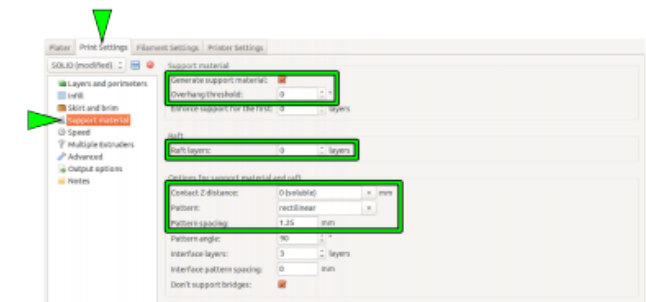 Plater Print Settings Filament Settings Printer Settings
SOLID (modified)
Support material
Layers and perimeters
Infill
Skirt and brim
Support material
Speed
Multiple Extruders
Advanced
Output options
Notes
Generate support material:
Overhang threshold: 0 °
Enforce support for the first: 0 layers
Raft
Raft layers: 0 layers
Options for support material and raft
Contact Z distance: 0 (soluble) mm
Pattern: rectilinear
Pattern spacing: 1.25 mm
Pattern angle: 90 °
Interface layers: 3 layers
Interface pattern spacing: 0 mm
Don't support bridges: